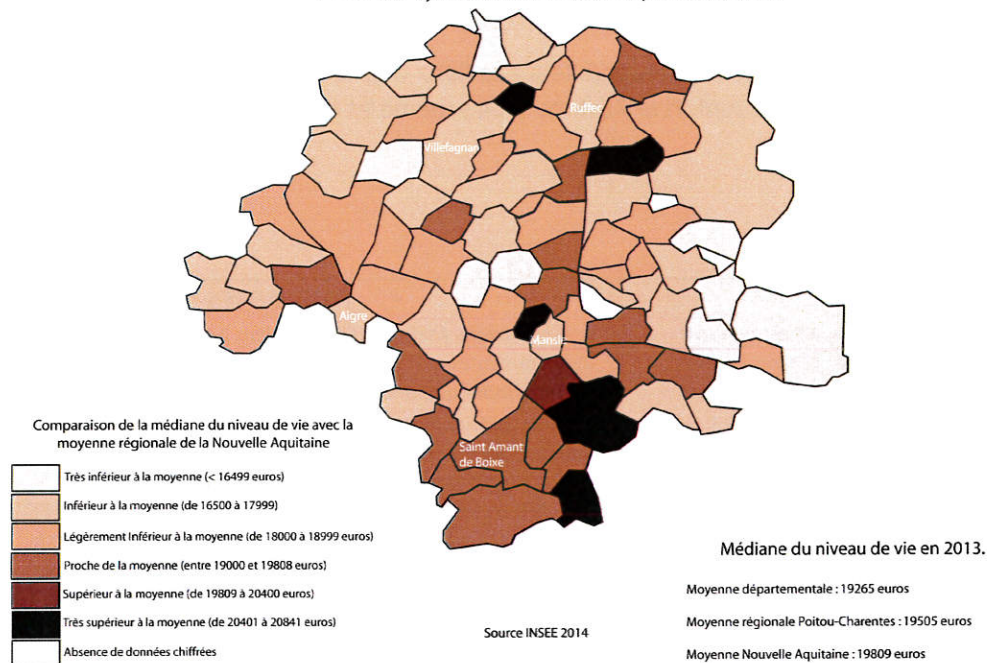 Ruffec
Villefagnan
Aigre
Mansle
Saint Amant
de Boixe
Comparaison de la médiane du niveau de vie avec la
moyenne régionale de la Nouvelle Aquitaine
Très inférieur à la moyenne (< 16499 euros)
Inférieur à la moyenne (de 16500 à 17999)
Légèrement Inférieur à la moyenne (de 18000 à 18999 euros)
Proche de la moyenne (entre 19000 et 19808 euros)
Supérieur à la moyenne (de 19809 à 20400 euros)
Très supérieur à la moyenne (de 20401 à 20841 euros)
Absence de données chiffrées
Source INSEE 2014
Médiane du niveau de vie en 2013.
Moyenne départementale : 19265 euros
Moyenne régionale Poitou-Charentes : 19505 euros
Moyenne Nouvelle Aquitaine : 19809 euros